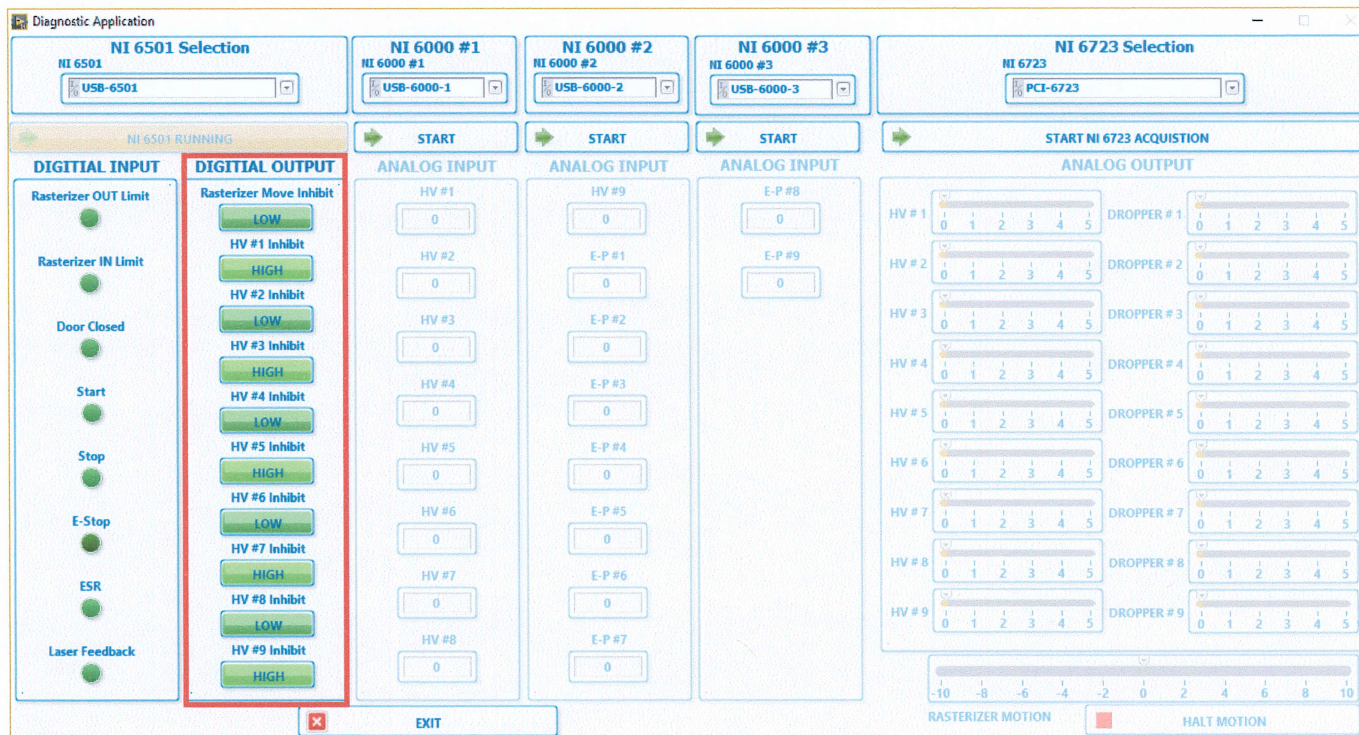 Diagnostic Application
NI 6501 Selection
NI 6501
USB-6501
NI 6000 #1
NI 6000 #1
USB-6000-1
NI 6000 #2
NI 6000 #2
USB-6000-2
NI 6000 #3
NI 6000 #3
USB-6000-3
NI 6723 Selection
NI 6723
PCI-6723
NI 6501 RUNNING
START
START
START
START NI 6723 ACQUISTION
DIGITIAL INPUT
Rasterizer OUT Limit
Rasterizer IN Limit
Door Closed
Start
Stop
E-Stop
ESR
Laser Feedback
DIGITIAL OUTPUT
Rasterizer Move Inhibit
LOW
HV #1 Inhibit
HIGH
HV #2 Inhibit
LOW
HV #3 Inhibit
HIGH
HV #4 Inhibit
LOW
HV #5 Inhibit
HIGH
HV #6 Inhibit
LOW
HV #7 Inhibit
HIGH
HV #8 Inhibit
LOW
HV #9 Inhibit
HIGH
ANALOG INPUT
HV #1
0
HV #2
0
HV #3
0
HV #4
0
HV #5
0
HV #6
0
HV #7
0
HV #8
0
ANALOG INPUT
HV #9
0
E-P #1
0
E-P #2
0
E-P #3
0
E-P #4
0
E-P #5
0
E-P #6
0
E-P #7
0
ANALOG INPUT
E-P #8
0
E-P #9
0
ANALOG OUTPUT
HV # 1 0 1 2 3 4 5 DROPPER # 1 0 1 2 3 4 5
HV # 2 0 1 2 3 4 5 DROPPER # 2 0 1 2 3 4 5
HV # 3 0 1 2 3 4 5 DROPPER # 3 0 1 2 3 4 5
HV # 4 0 1 2 3 4 5 DROPPER # 4 0 1 2 3 4 5
HV # 5 0 1 2 3 4 5 DROPPER # 5 0 1 2 3 4 5
HV # 6 0 1 2 3 4 5 DROPPER # 6 0 1 2 3 4 5
HV # 7 0 1 2 3 4 5 DROPPER # 7 0 1 2 3 4 5
HV # 8 0 1 2 3 4 5 DROPPER # 8 0 1 2 3 4 5
HV # 9 0 1 2 3 4 5 DROPPER # 9 0 1 2 3 4 5
-10 -8 -6 -4 -2 0 2 4 6 8 10
RASTERIZER MOTION
HALT MOTION
EXIT